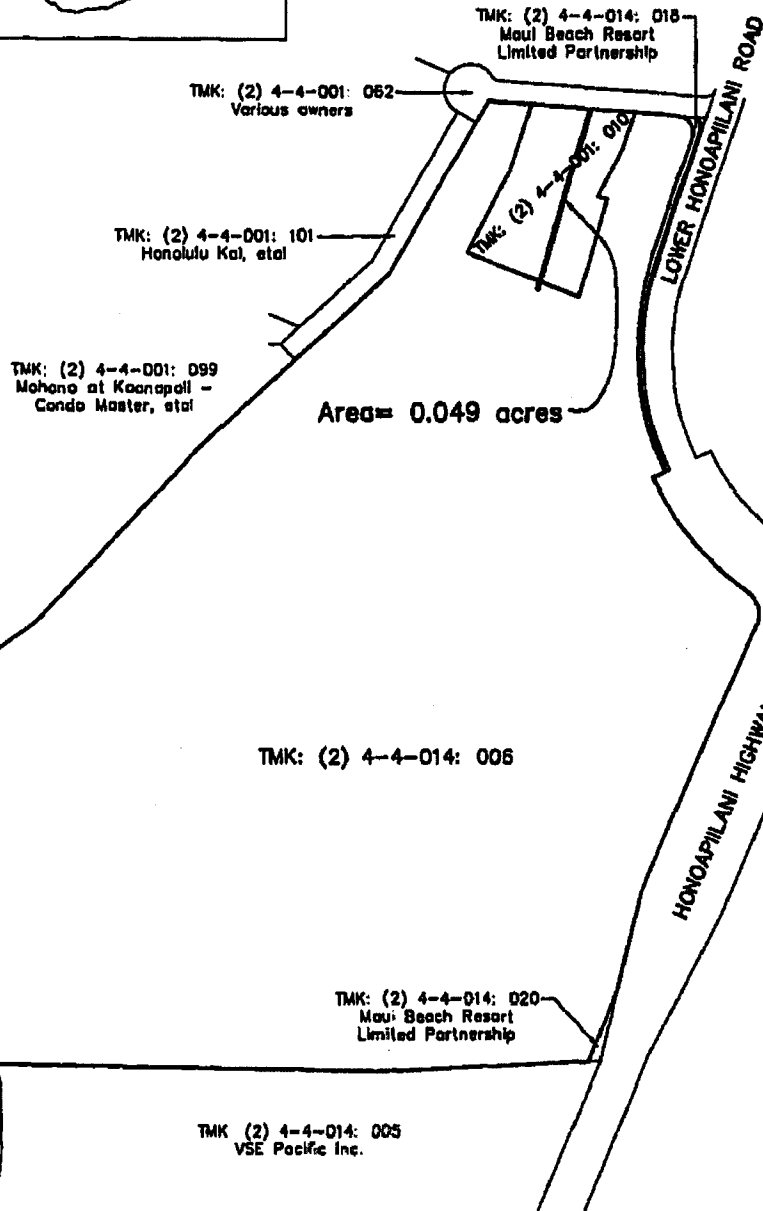 TMK: (2) 4-4-014: 018
Maui Beach Resort
Limited Partnership
TMK: (2) 4-4-001: 062
Various owners
LOWER HONOAPIILANI ROAD
TMK: (2) 4-4-001: 010
TMK: (2) 4-4-001: 101
Honolulu Kai, etal
TMK: (2) 4-4-001: 099
Mahana at Kaanapali -
Condo Master, etal
Area= 0.049 acres
TMK: (2) 4-4-014: 006
HONOAPIILANI HIGHWA
TMK: (2) 4-4-014: 020
Maui Beach Resort
Limited Partnership
TMK (2) 4-4-014: 005
VSE Pacific Inc.